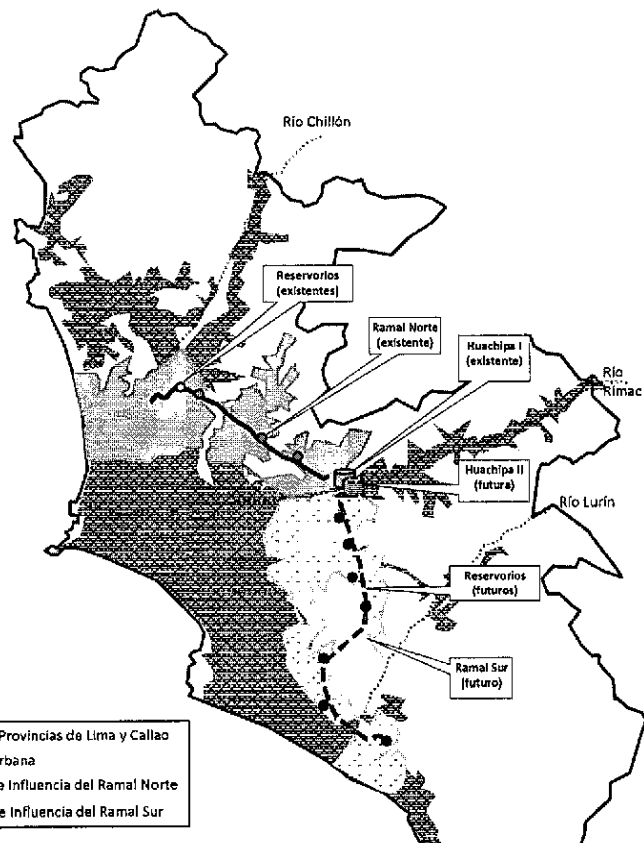 Río Chillón
Reservorios
(existentes)
Ramal Norte
(existente)
Huachipa I
(existente)
Río
Rímac
Huachipa II
(futura)
Río Lurín
Reservorios
(futuros)
Ramal Sur
(futuro)
Provincias de Lima y Callao
rbana
e Influencia del Ramal Norte
e Influencia del Ramal Sur